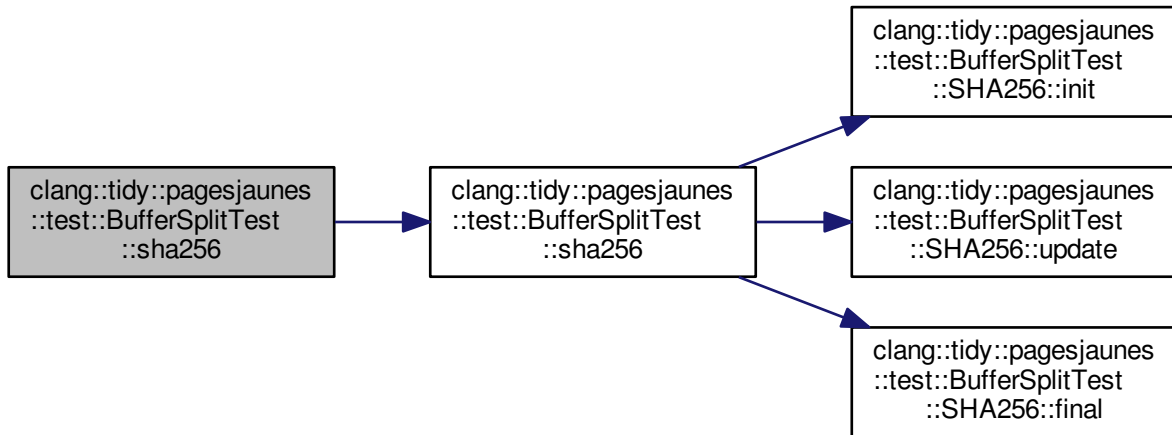 clang::tidy::pagesjaunes
::test::BufferSplitTest
::sha256
clang::tidy::pagesjaunes
::test::BufferSplitTest
::sha256
clang::tidy::pagesjaunes
::test::BufferSplitTest
::SHA256::init
clang::tidy::pagesjaunes
::test::BufferSplitTest
::SHA256::update
clang::tidy::pagesjaunes
::test::BufferSplitTest
::SHA256::final